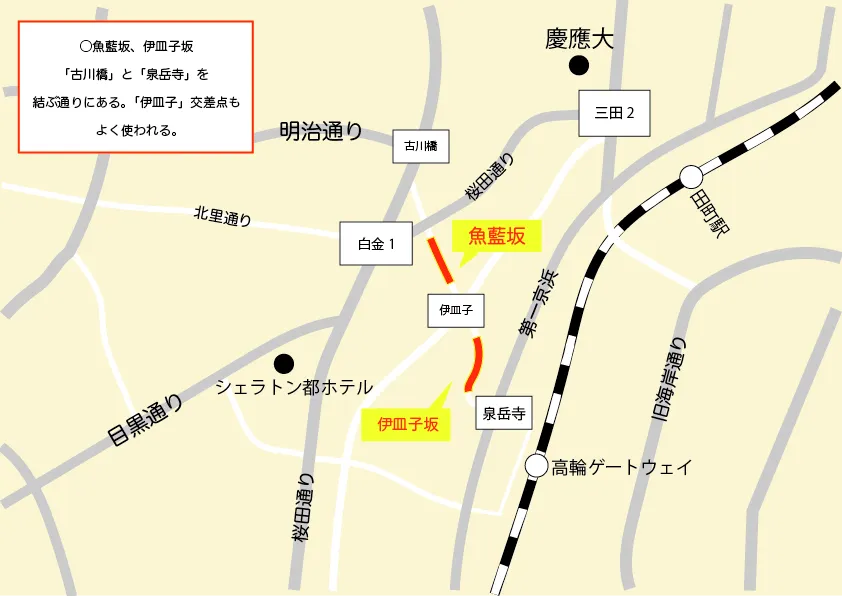 ○魚藍坂、伊皿子坂
「古川橋」と「泉岳寺」を
結ぶ通りにある。「伊皿子」交差点も
よく使われる。
慶應大
三田2
明治通り
古川橋
桜田通り
田町駅
北里通り
白金1
魚藍坂
伊皿子
第一京浜
旧海岸通り
シェラトン都ホテル
目黒通り
伊皿子坂
泉岳寺
高輪ゲートウェイ
桜田通り